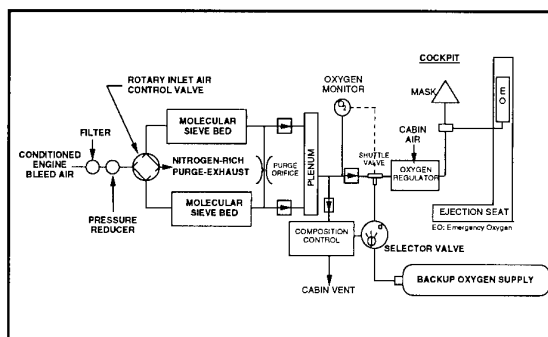 COCKPIT
ROTARY INLET AIR
CONTROL VALVE
OXYGEN
MONITOR
MASK
EO
MOLECULAR
SIEVE BED
O₂
FILTER
CABIN
AIR
SHUTTLE
VALVE
CONDITIONED
ENGINE
BLEED AIR
NITROGEN-RICH
PURGE-EXHAUST
PURGE
ORIFICE
PLENUM
OXYGEN
REGULATOR
PRESSURE
REDUCER
MOLECULAR
SIEVE BED
EJECTION SEAT
EO: Emergency Oxygen
COMPOSITION
CONTROL
SELECTOR VALVE
CABIN VENT
BACKUP OXYGEN SUPPLY